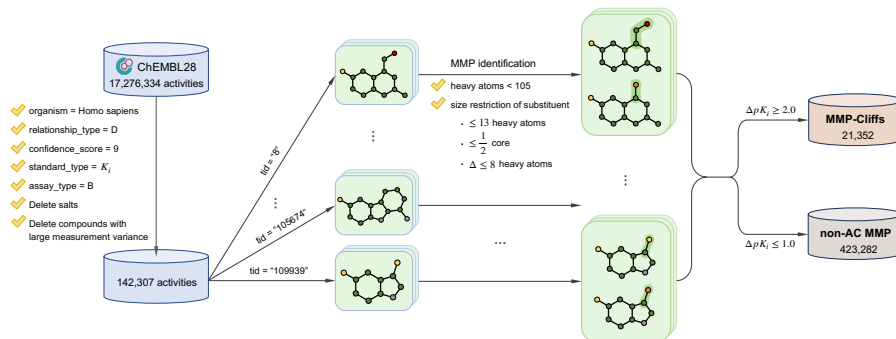 ChEMBL28
17,276,334 activities
organism = Homo sapiens
relationship_type = D
confidence_score = 9
standard_type = K_i
assay_type = B
Delete salts
Delete compounds with
large measurement variance
142,307 activities
tid = "8"
...
tid = "105674"
tid = "109939"
...
MMP identification
heavy atoms < 105
size restriction of substituent
· ≤ 13 heavy atoms
· ≤ 1/2 core
· Δ ≤ 8 heavy atoms
...
...
ΔpK_i ≥ 2.0
MMP-Cliffs
21,352
ΔpK_i ≤ 1.0
non-AC MMP
423,282